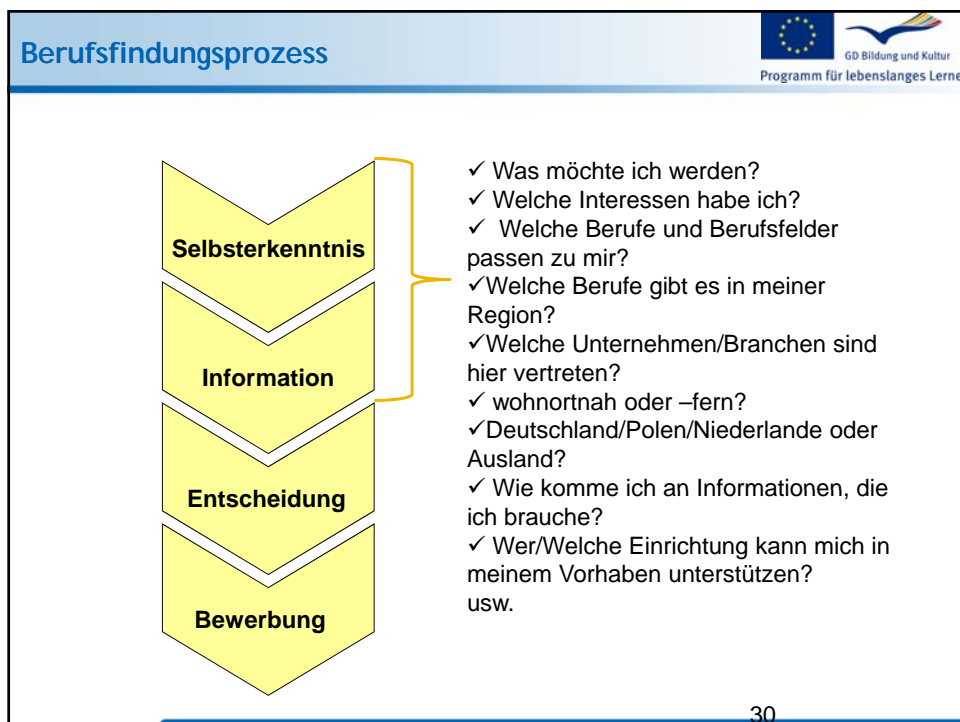 Berufsfindungsprozess
GD Bildung und Kultur
Programm für lebenslanges Lerne
Selbsterkenntnis
Information
Entscheidung
Bewerbung
✓ Was möchte ich werden?
✓ Welche Interessen habe ich?
✓ Welche Berufe und Berufsfelder
passen zu mir?
✓Welche Berufe gibt es in meiner
Region?
✓Welche Unternehmen/Branchen sind
hier vertreten?
✓ wohnortnah oder –fern?
✓Deutschland/Polen/Niederlande oder
Ausland?
✓ Wie komme ich an Informationen, die
ich brauche?
✓ Wer/Welche Einrichtung kann mich in
meinem Vorhaben unterstützen?
usw.
30